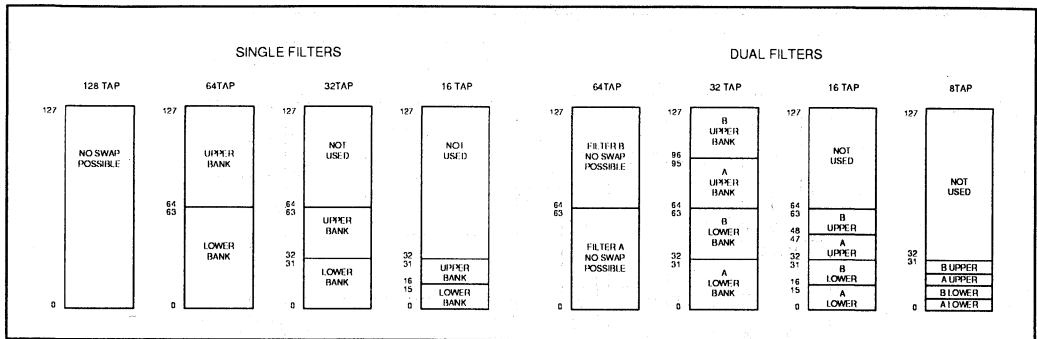 SINGLE FILTERS
128 TAP
127
NO SWAP
POSSIBLE
0
64TAP
127
UPPER
BANK
64
63
LOWER
BANK
0
32TAP
127
NOT
USED
64
63
UPPER
BANK
32
31
LOWER
BANK
0
16 TAP
127
NOT
USED
32
31
UPPER
BANK
16
15
LOWER
BANK
0
DUAL FILTERS
64TAP
127
FILTER B
NO SWAP
POSSIBLE
64
63
FILTER A
NO SWAP
POSSIBLE
0
32 TAP
127
B
UPPER
BANK
96
95
A
UPPER
BANK
64
63
B
LOWER
BANK
32
31
A
LOWER
BANK
0
16 TAP
127
NOT
USED
64
63
B
UPPER
48
47
A
UPPER
32
31
B
LOWER
16
15
A
LOWER
0
8TAP
127
NOT
USED
32
31
B UPPER
A UPPER
B LOWER
A LOWER
0